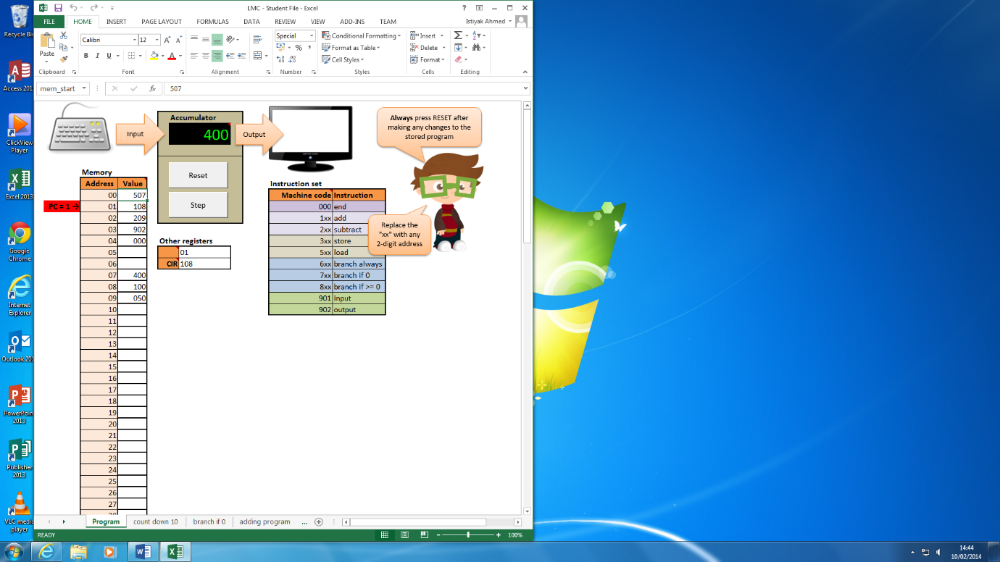 LMC - Student File - Excel
FILE HOME INSERT PAGE LAYOUT FORMULAS DATA REVIEW VIEW ADD-INS TEAM Istiyak Ahmed
Paste
Calibri 12
B I U
Special
Conditional Formatting
Format as Table
Cell Styles
Insert
Delete
Format
Clipboard Font Alignment Number Styles Cells Editing
mem_start 507
Input
Accumulator
400
Output
Reset
Step
Always press RESET after
making any changes to the
stored program
Replace the
"xx" with any
2-digit address
Memory
Address Value
00 507
PC = 1 → 01 108
02 209
03 902
04 000
05
06
07 400
08 100
09 050
10
11
12
13
14
15
16
17
18
19
20
21
22
23
24
25
26
27
Other registers
01
CIR 108
Instruction set
Machine code Instruction
000 end
1xx add
2xx subtract
3xx store
5xx load
6xx branch always
7xx branch if 0
8xx branch if >= 0
901 input
902 output
Program count down 10 branch if 0 adding program ...
READY 100%
Recycle Bin
Access 201
ClickView
Player
Excel 2013
Google
Chrome
Internet
Explorer
Outlook 20
PowerPoin
2013
Publisher
2013
VLC media
player
14:44
10/02/2014